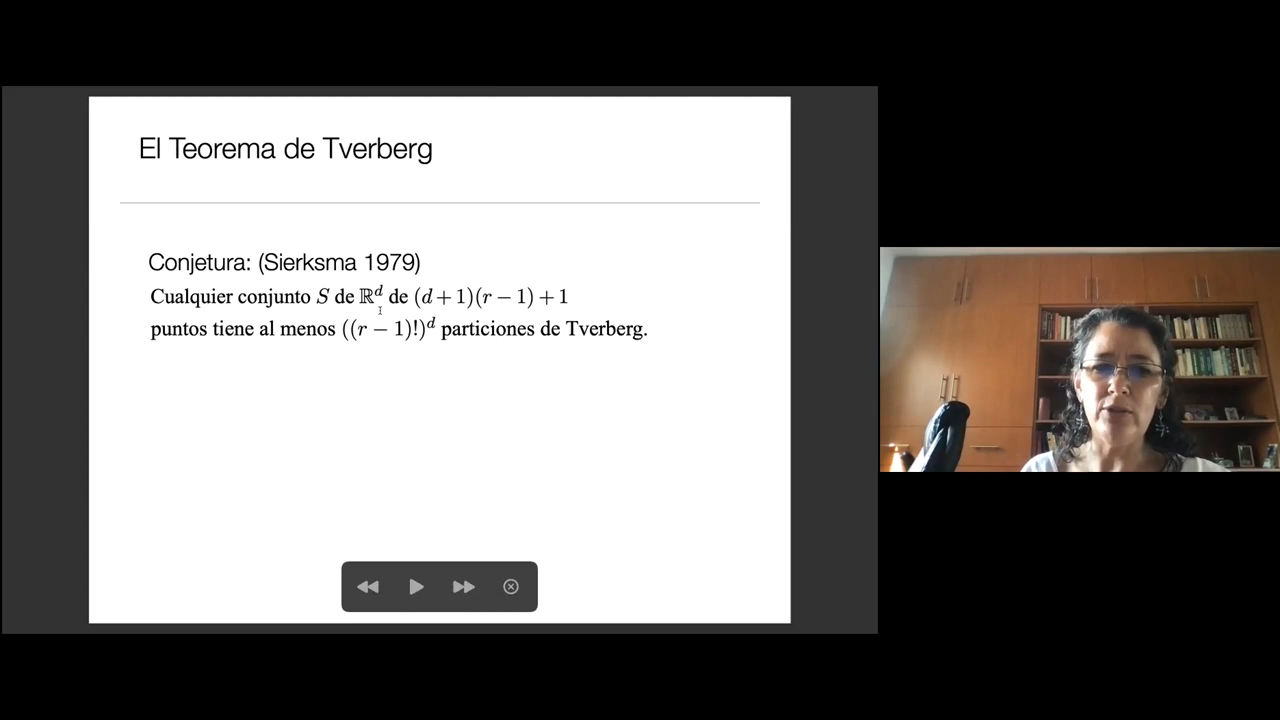 El Teorema de Tverberg
Conjetura: (Sierksma 1979)
Cualquier conjunto S de ℝ^d de (d + 1)(r − 1) + 1
puntos tiene al menos ((r − 1)!)^d particiones de Tverberg.